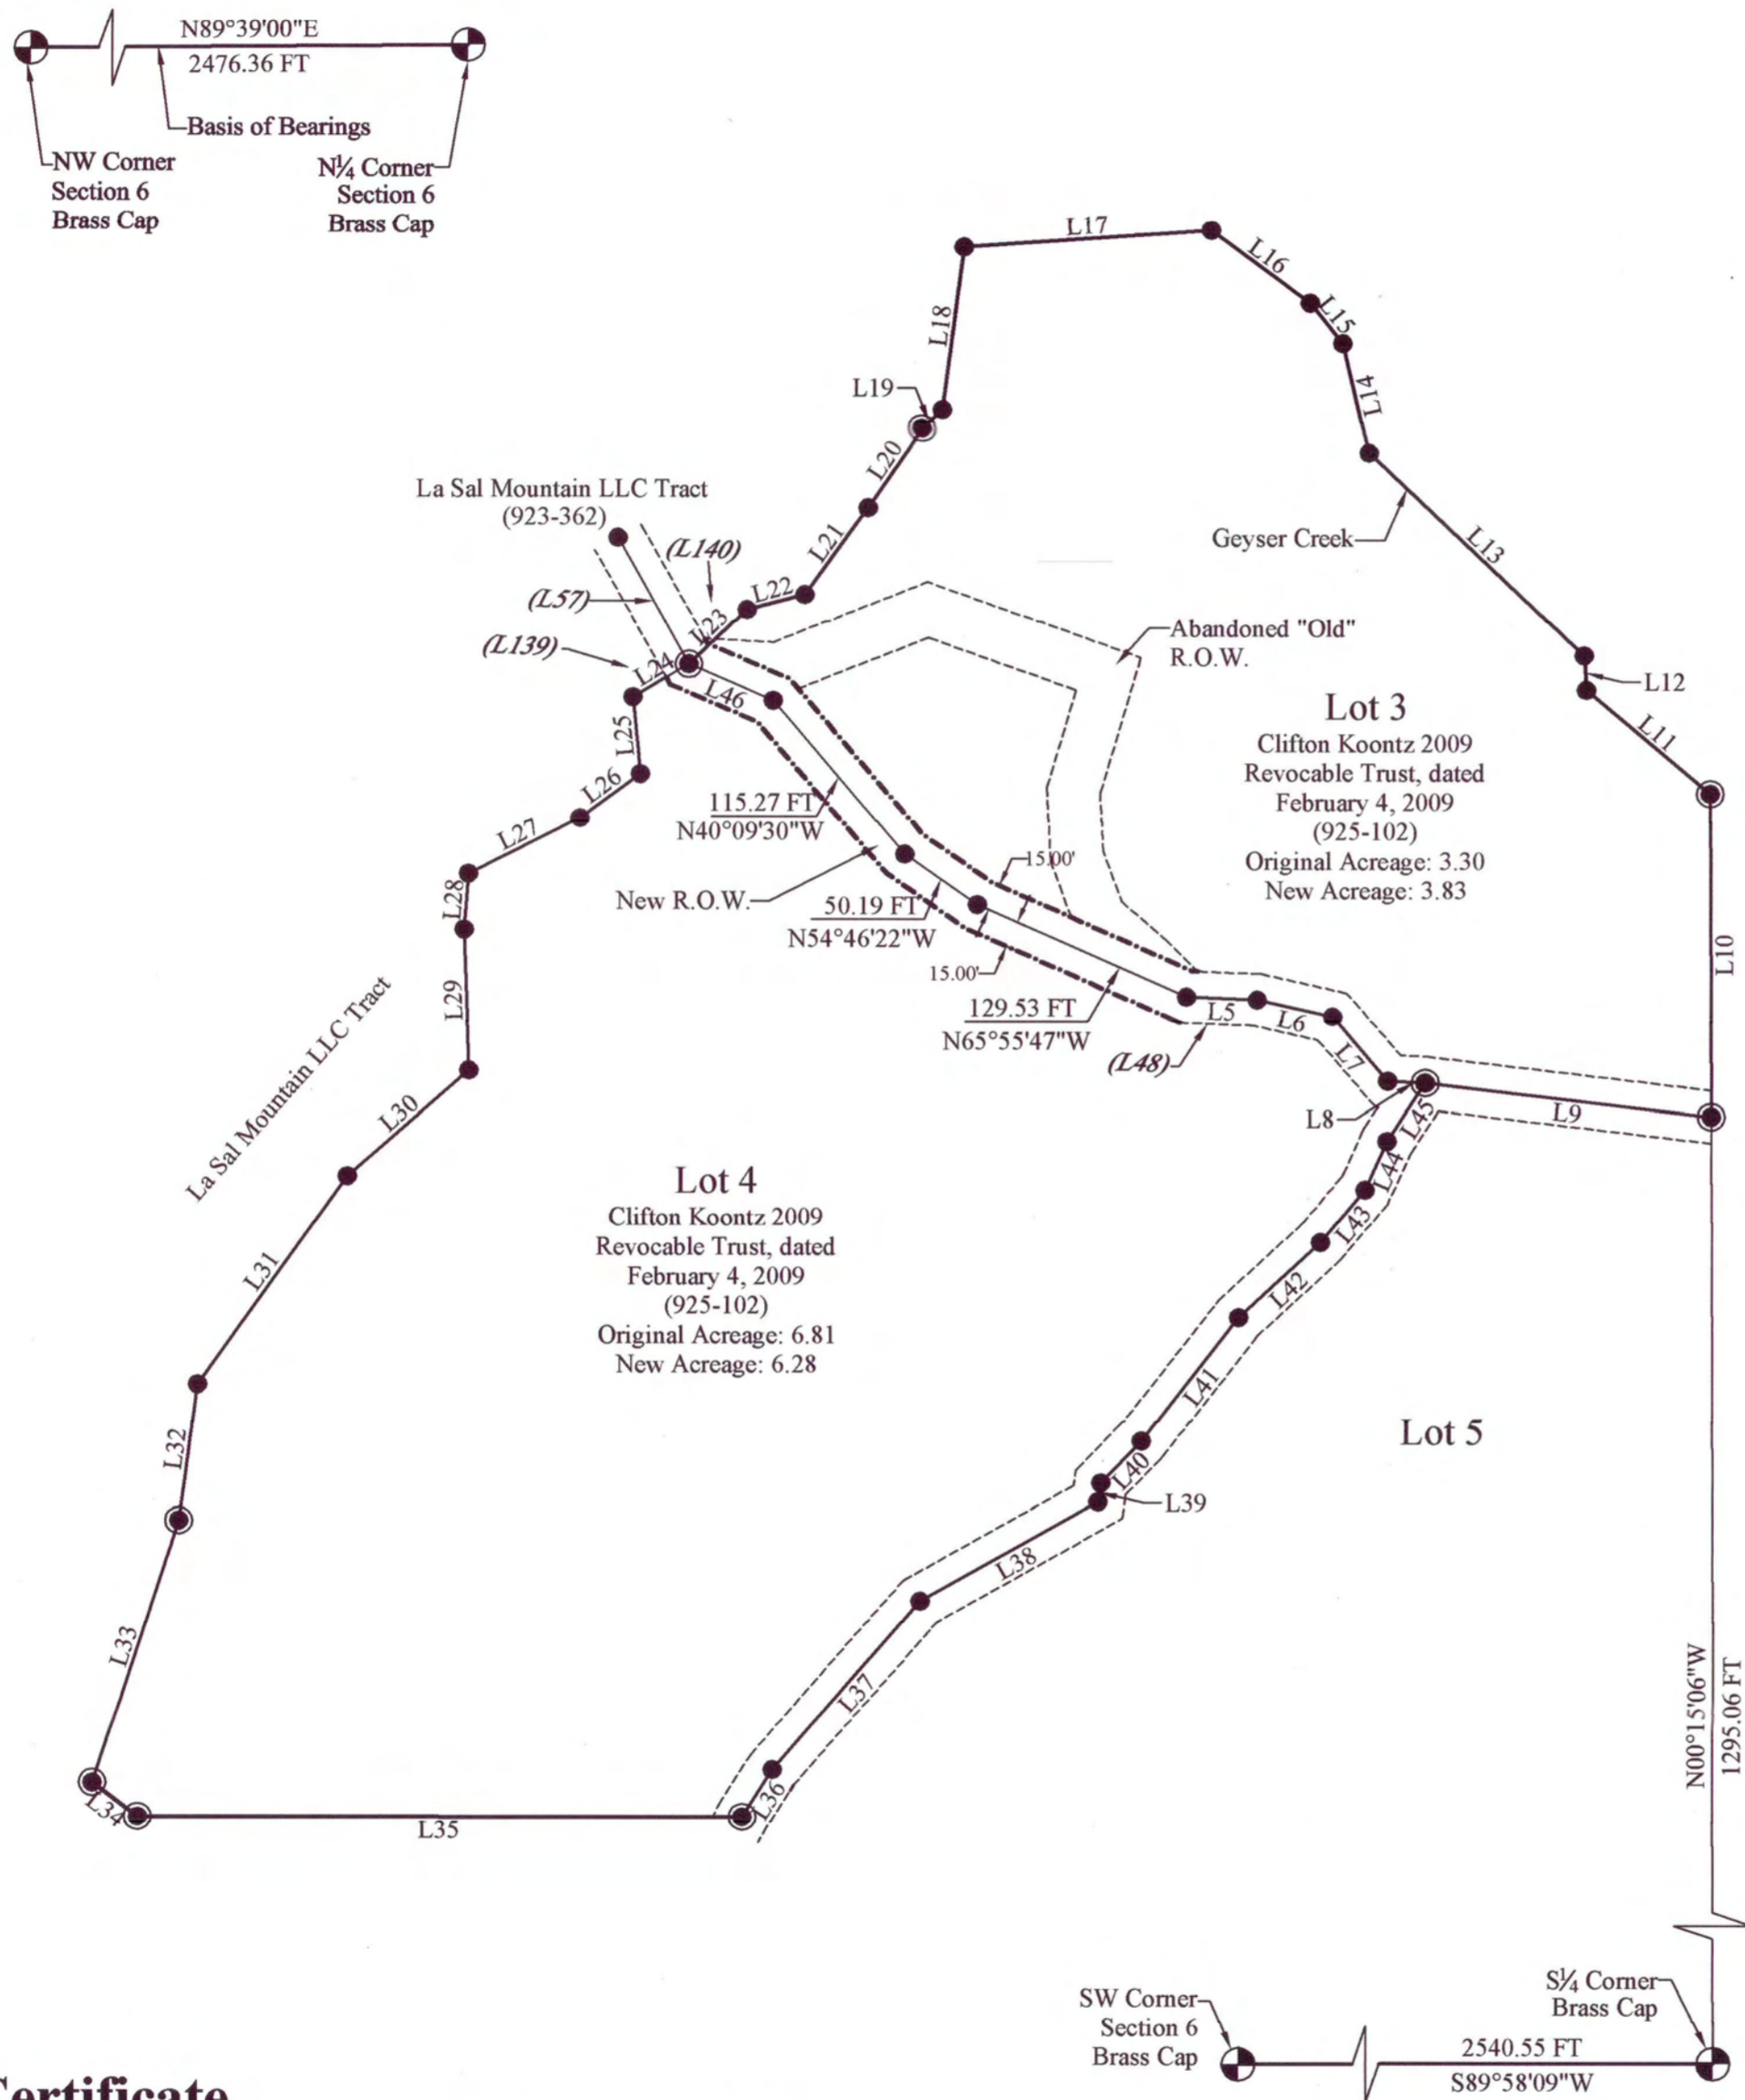 N89°39'00"E
2476.36 FT
Basis of Bearings
NW Corner
Section 6
Brass Cap
N¼ Corner
Section 6
Brass Cap
L17
L16
L15
L18
L14
L19
L20
La Sal Mountain LLC Tract
(923-362)
Geyser Creek
L13
L21
(L140)
L22
(L57)
L23
Abandoned "Old"
R.O.W.
(L139)
L24
L46
L12
L11
L25
Lot 3
Clifton Koontz 2009
Revocable Trust, dated
February 4, 2009
(925-102)
Original Acreage: 3.30
New Acreage: 3.83
L26
115.27 FT
N40°09'30"W
L27
15.00'
L28
New R.O.W.
50.19 FT
N54°46'22"W
L10
15.00'
L29
129.53 FT
N65°55'47"W
L5
L6
La Sal Mountain LLC Tract
(L48)
L7
L30
L8
L9
L45
L44
Lot 4
Clifton Koontz 2009
Revocable Trust, dated
February 4, 2009
(925-102)
Original Acreage: 6.81
New Acreage: 6.28
L43
L31
L42
L41
Lot 5
L32
L40
L39
L38
L33
L37
N00°15'06"W
1295.06 FT
L34
L36
L35
SW Corner
Section 6
Brass Cap
S¼ Corner
Brass Cap
2540.55 FT
S89°58'09"W
Certificate